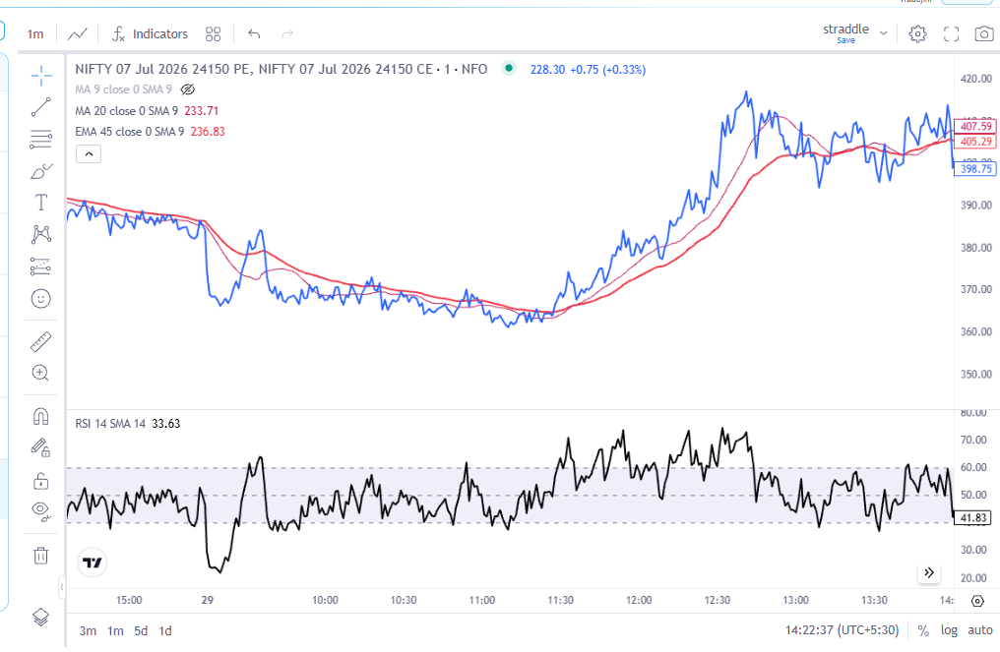 1m
Indicators
straddle
Save
NIFTY 07 Jul 2026 24150 PE, NIFTY 07 Jul 2026 24150 CE · 1 · NFO
228.30 +0.75 (+0.33%)
MA 9 close 0 SMA 9
MA 20 close 0 SMA 9 233.71
EMA 45 close 0 SMA 9 236.83
420.00
407.59
405.29
398.75
390.00
380.00
370.00
360.00
350.00
RSI 14 SMA 14 33.63
80.00
70.00
60.00
50.00
41.83
30.00
20.00
15:00 29 10:00 10:30 11:00 11:30 12:00 12:30 13:00 13:30 14:
3m 1m 5d 1d
14:22:37 (UTC+5:30) % log auto